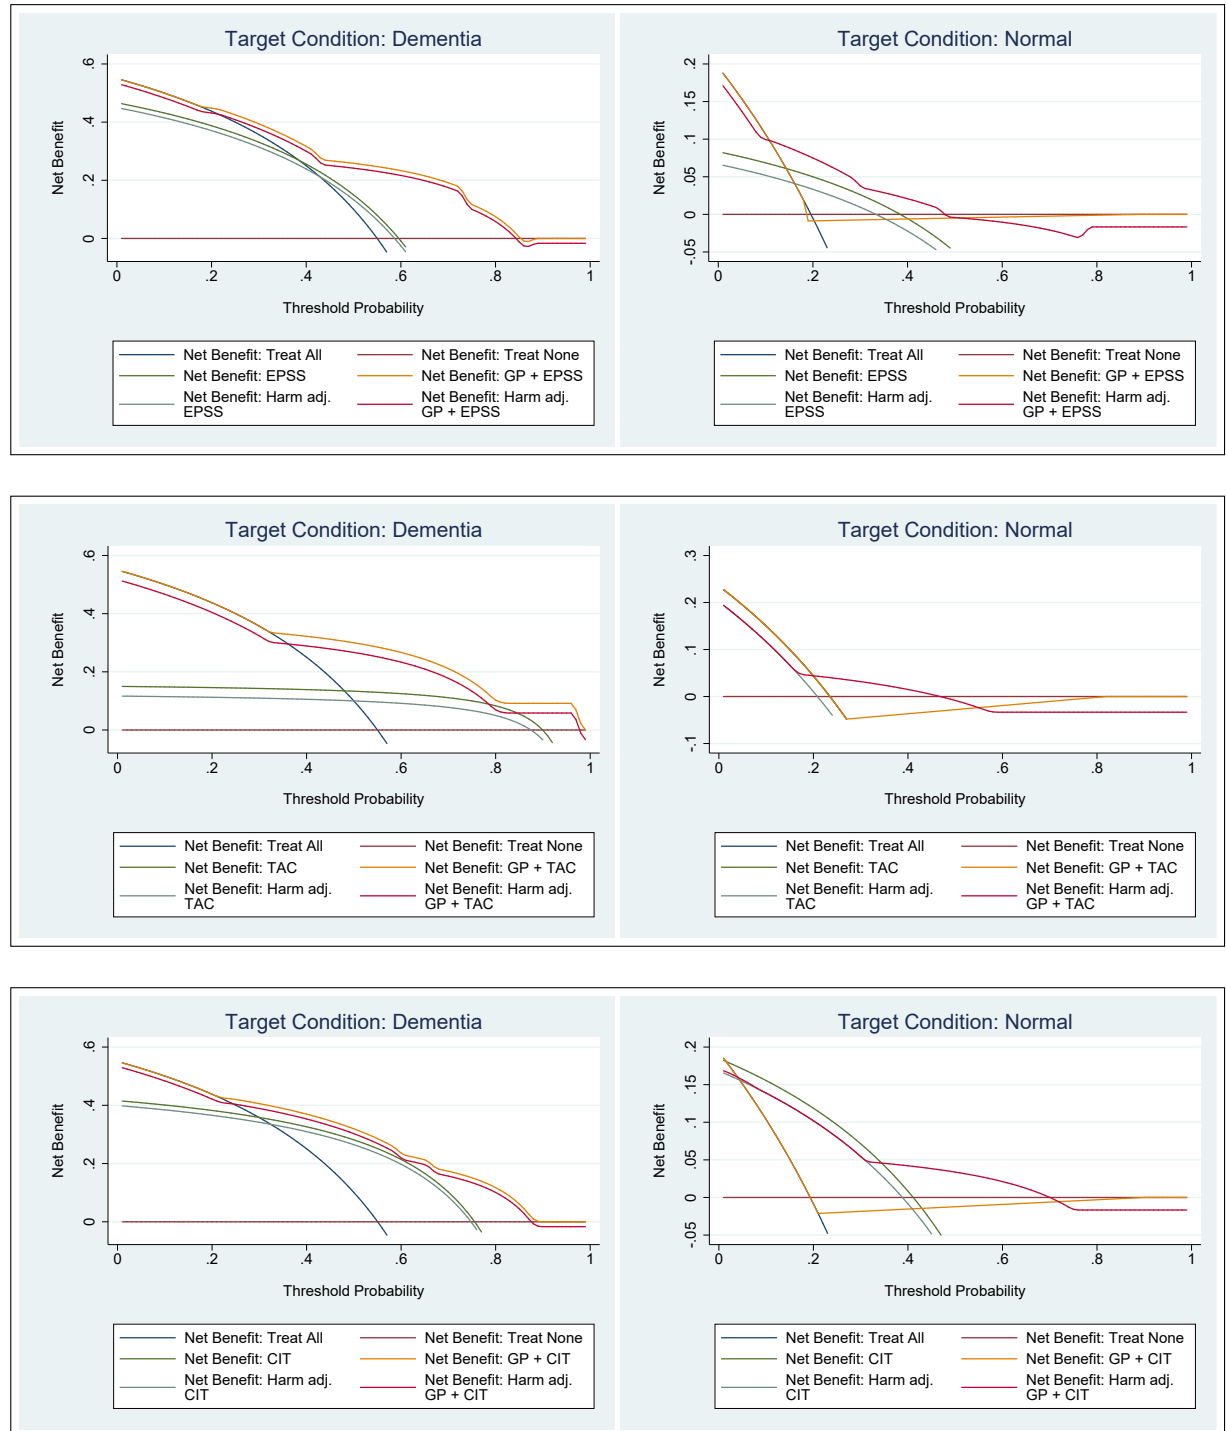 Target Condition: Dementia
Net Benefit
.6
.4
.2
0
0 .2 .4 .6 .8 1
Threshold Probability
Net Benefit: Treat All
Net Benefit: Treat None
Net Benefit: EPSS
Net Benefit: GP + EPSS
Net Benefit: Harm adj.
EPSS
Net Benefit: Harm adj.
GP + EPSS
Target Condition: Normal
Net Benefit
.2
.15
.1
.05
0
-.05
0 .2 .4 .6 .8 1
Threshold Probability
Net Benefit: Treat All
Net Benefit: Treat None
Net Benefit: EPSS
Net Benefit: GP + EPSS
Net Benefit: Harm adj.
EPSS
Net Benefit: Harm adj.
GP + EPSS
Target Condition: Dementia
Net Benefit
.6
.4
.2
0
0 .2 .4 .6 .8 1
Threshold Probability
Net Benefit: Treat All
Net Benefit: Treat None
Net Benefit: TAC
Net Benefit: GP + TAC
Net Benefit: Harm adj.
TAC
Net Benefit: Harm adj.
GP + TAC
Target Condition: Normal
Net Benefit
.3
.2
.1
0
-.1
0 .2 .4 .6 .8 1
Threshold Probability
Net Benefit: Treat All
Net Benefit: Treat None
Net Benefit: TAC
Net Benefit: GP + TAC
Net Benefit: Harm adj.
TAC
Net Benefit: Harm adj.
GP + TAC
Target Condition: Dementia
Net Benefit
.6
.4
.2
0
0 .2 .4 .6 .8 1
Threshold Probability
Net Benefit: Treat All
Net Benefit: Treat None
Net Benefit: CIT
Net Benefit: GP + CIT
Net Benefit: Harm adj.
CIT
Net Benefit: Harm adj.
GP + CIT
Target Condition: Normal
Net Benefit
.2
.15
.1
.05
0
-.05
0 .2 .4 .6 .8 1
Threshold Probability
Net Benefit: Treat All
Net Benefit: Treat None
Net Benefit: CIT
Net Benefit: GP + CIT
Net Benefit: Harm adj.
CIT
Net Benefit: Harm adj.
GP + CIT